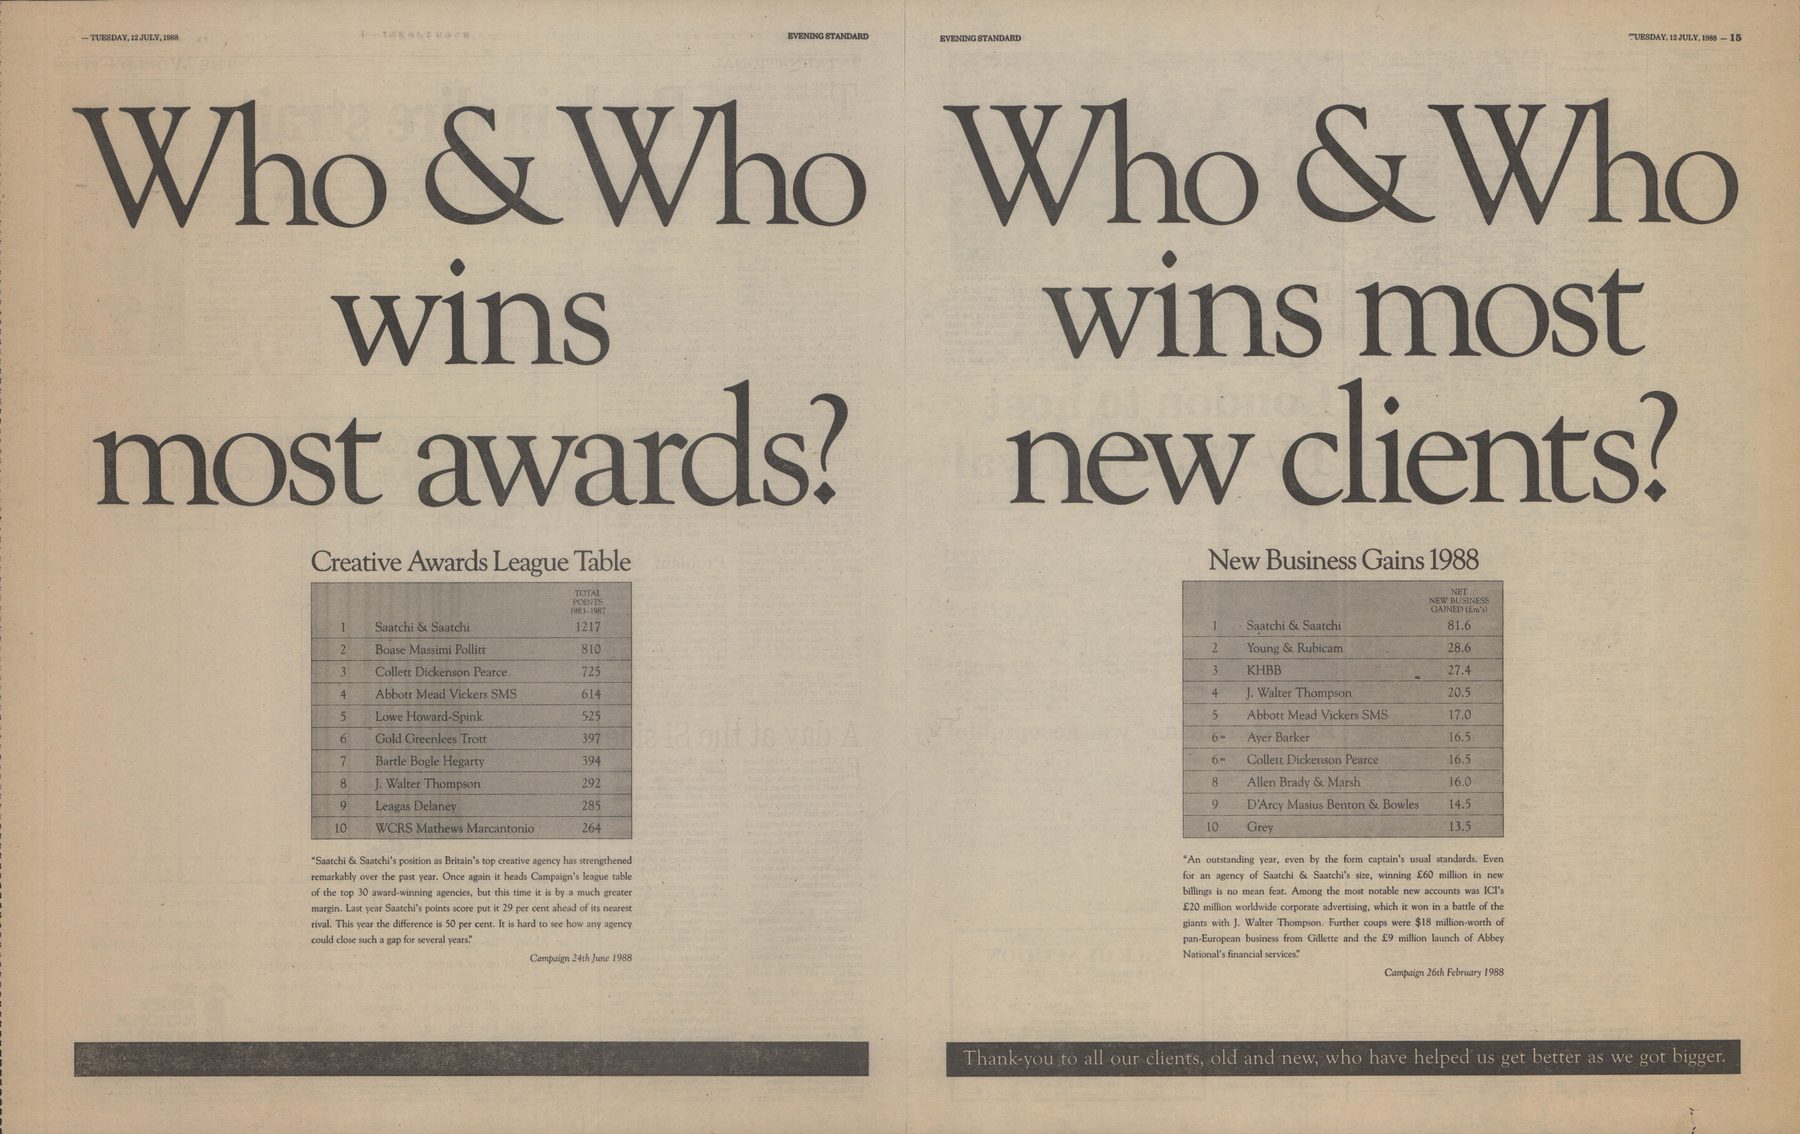 — TUESDAY, 12 JULY, 1988
EVENING STANDARD
Who & Who
wins
most awards?
Creative Awards League Table
TOTAL
POINTS
1983-1987
1 Saatchi & Saatchi 1217
2 Boase Massimi Pollitt 810
3 Collett Dickenson Pearce 725
4 Abbott Mead Vickers SMS 614
5 Lowe Howard-Spink 525
6 Gold Greenlees Trott 397
7 Bartle Bogle Hegarty 394
8 J. Walter Thompson 292
9 Leagas Delaney 285
10 WCRS Mathews Marcantonio 264
"Saatchi & Saatchi's position as Britain's top creative agency has strengthened
remarkably over the past year. Once again it heads Campaign's league table
of the top 30 award-winning agencies, but this time it is by a much greater
margin. Last year Saatchi's points score put it 29 per cent ahead of its nearest
rival. This year the difference is 50 per cent. It is hard to see how any agency
could close such a gap for several years."
Campaign 24th June 1988
EVENING STANDARD
TUESDAY, 12 JULY, 1988 — 15
Who & Who
wins most
new clients?
New Business Gains 1988
NET
NEW BUSINESS
GAINED (£m's)
1 Saatchi & Saatchi 81.6
2 Young & Rubicam 28.6
3 KHBB 27.4
4 J. Walter Thompson 20.5
5 Abbott Mead Vickers SMS 17.0
6= Ayer Barker 16.5
6= Collett Dickenson Pearce 16.5
8 Allen Brady & Marsh 16.0
9 D'Arcy Masius Benton & Bowles 14.5
10 Grey 13.5
"An outstanding year, even by the form captain's usual standards. Even
for an agency of Saatchi & Saatchi's size, winning £60 million in new
billings is no mean feat. Among the most notable new accounts was ICI's
£20 million worldwide corporate advertising, which it won in a battle of the
giants with J. Walter Thompson. Further coups were $18 million-worth of
pan-European business from Gillette and the £9 million launch of Abbey
National's financial services."
Campaign 26th February 1988
Thank-you to all our clients, old and new, who have helped us get better as we got bigger.